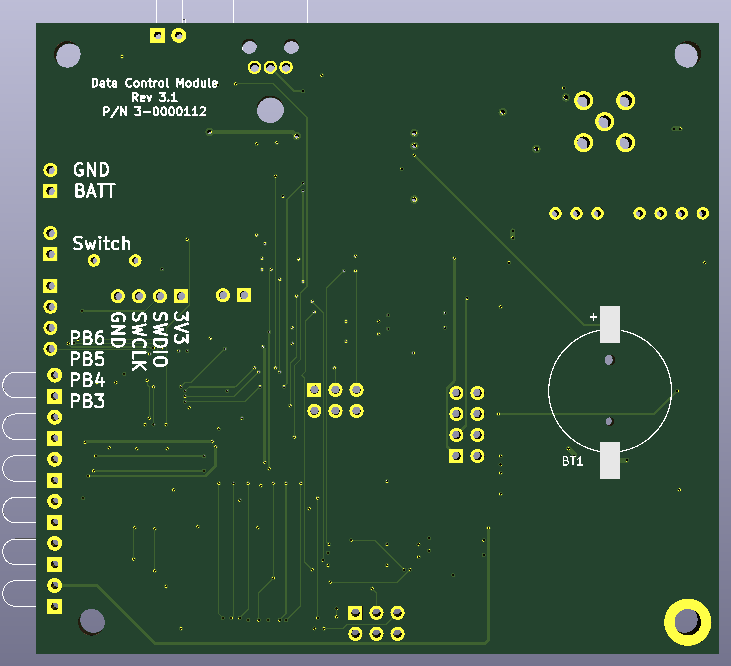 Data Control Module
Rev 3.1
P/N 3-0000112
GND
BATT
Switch
GND
SWCLK
SWDIO
3V3
PB6
PB5
PB4
PB3
+
BT1